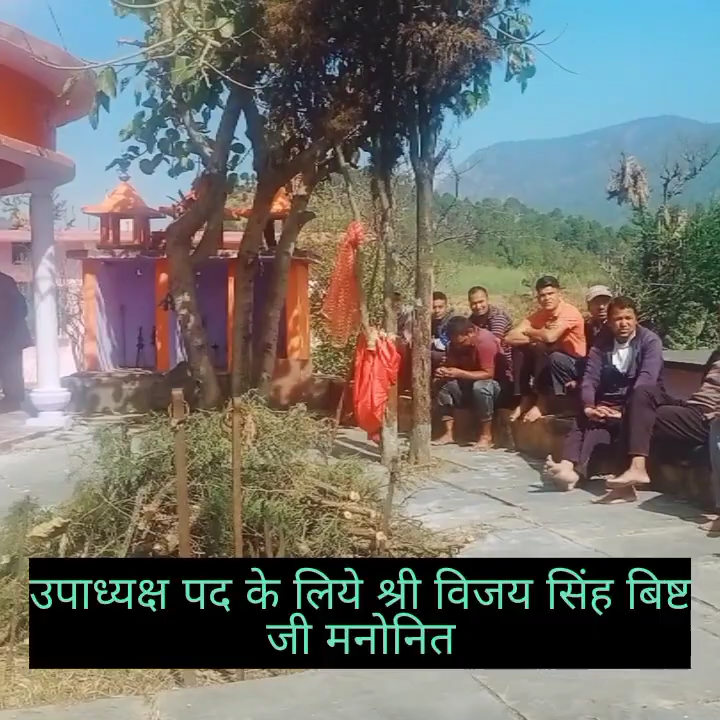 उपाध्यक्ष पद के लिये श्री विजय सिंह बिष्ट
जी मनोनित